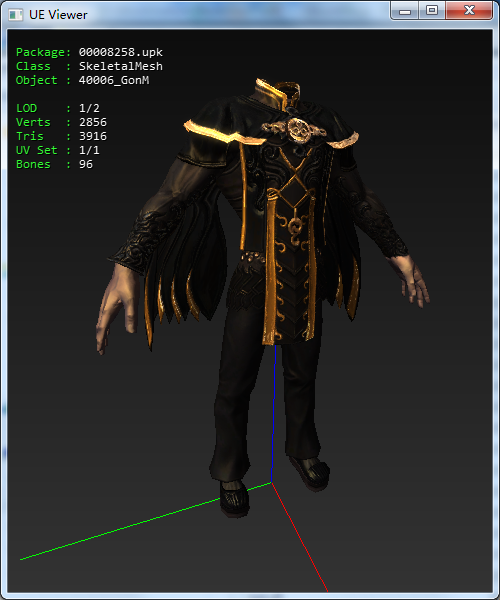 UE Viewer
Package: 00008258.upk
Class  : SkeletalMesh
Object : 40006_GonM
LOD    : 1/2
Verts  : 2856
Tris   : 3916
UV Set : 1/1
Bones  : 96